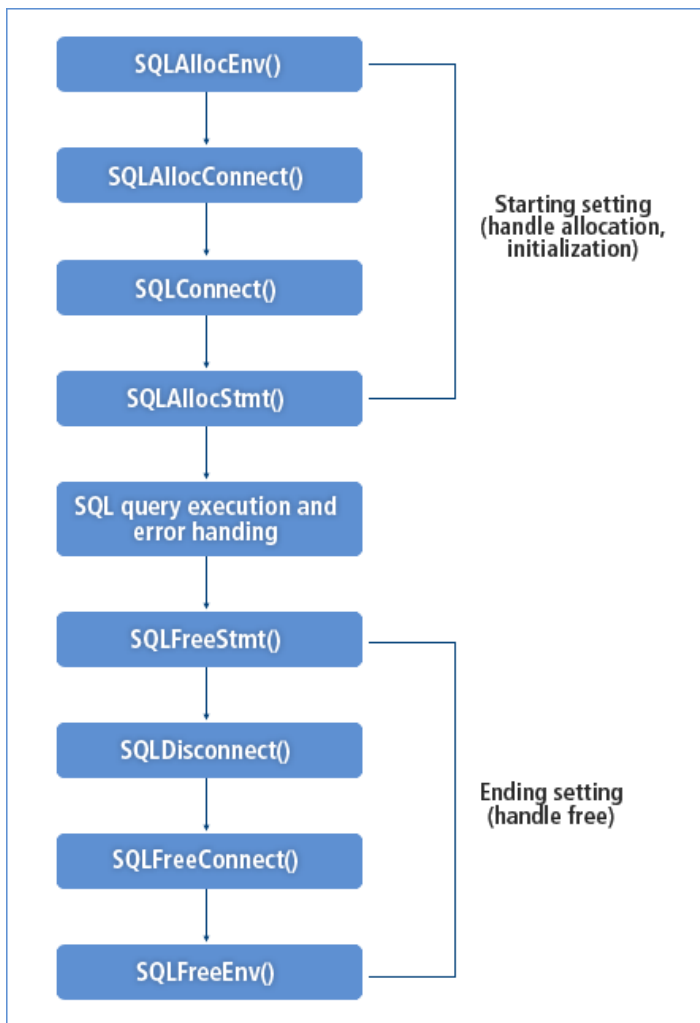 SQLAllocEnv()
SQLAllocConnect()
Starting setting
(handle allocation,
initialization)
SQLConnect()
SQLAllocStmt()
SQL query execution and
error handing
SQLFreeStmt()
SQLDisconnect()
Ending setting
(handle free)
SQLFreeConnect()
SQLFreeEnv()